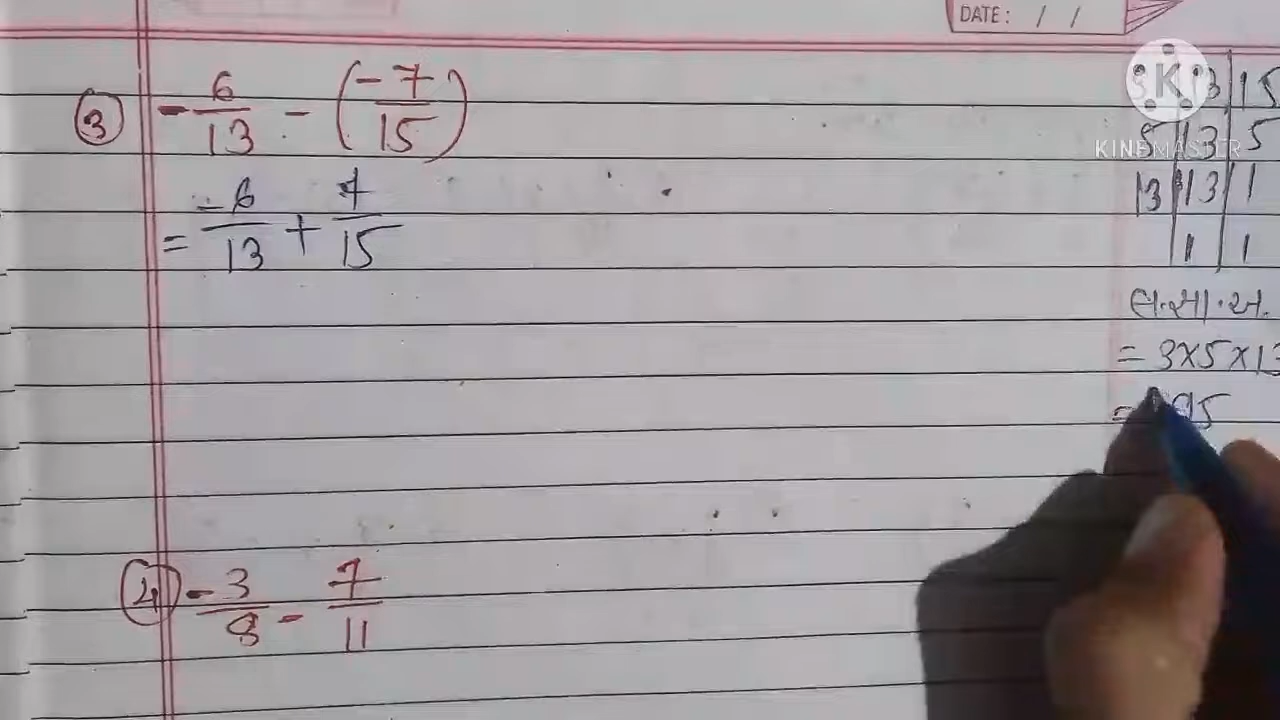 DATE: / /
③ -6/13 - (-7/15)
= -6/13 + 7/15
④ -3/8 - 7/11
3 | 13 | 15
5 | 13 | 5
13 | 13 | 1
1 | 1
લ.સા.અ.
= 3×5×13
= 195
K
KINEMASTER